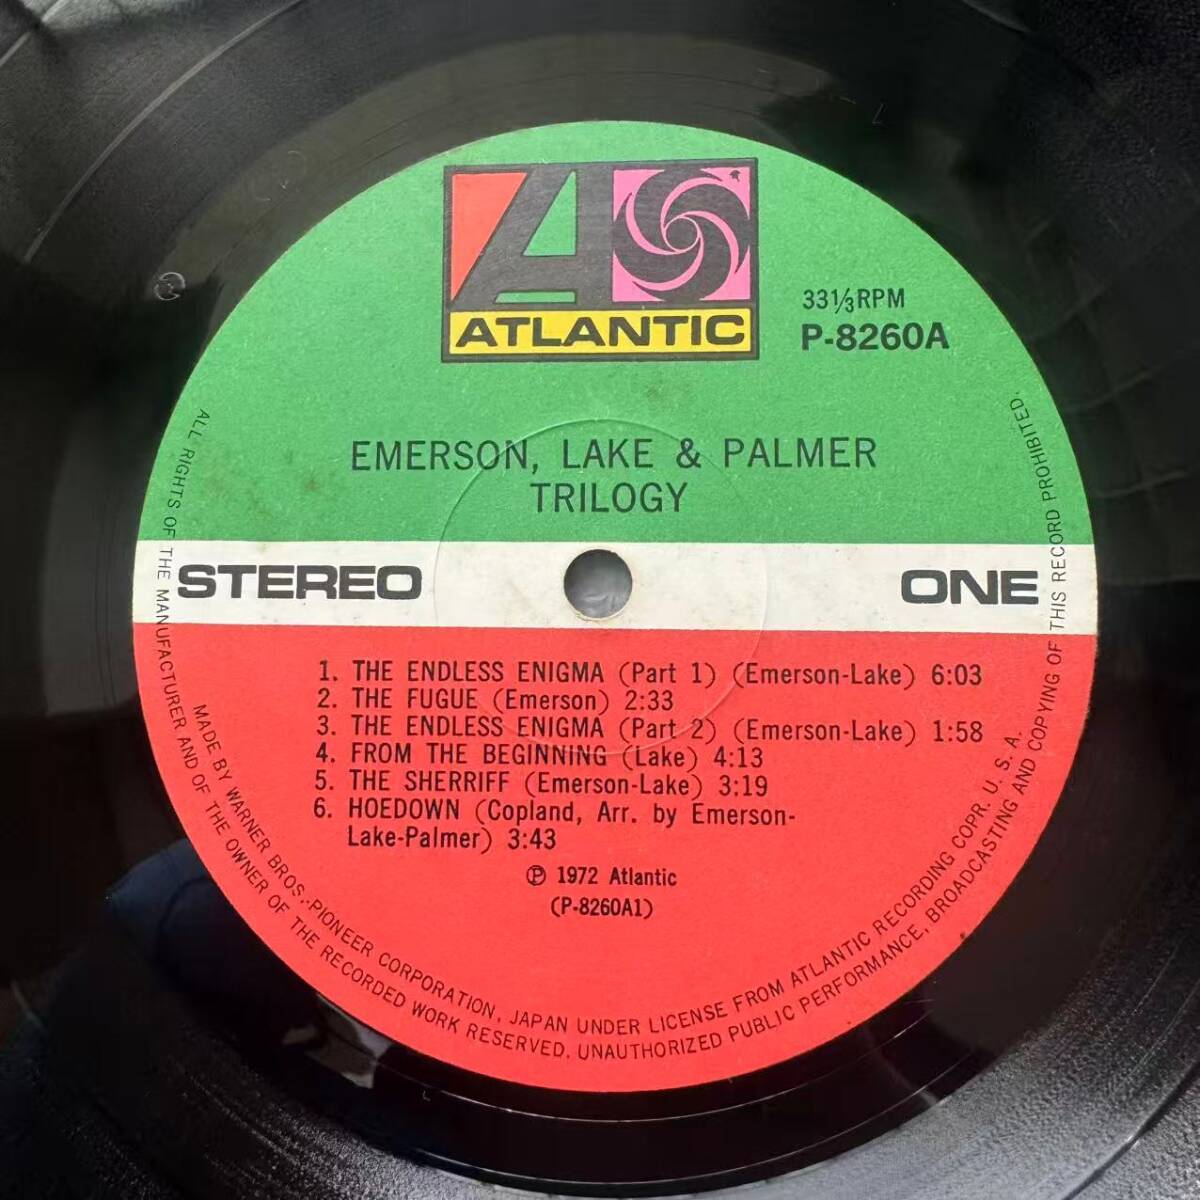 ATLANTIC
33⅓ RPM
P-8260A
EMERSON, LAKE & PALMER
TRILOGY
STEREO
ONE
1. THE ENDLESS ENIGMA (Part 1) (Emerson-Lake) 6:03
2. THE FUGUE (Emerson) 2:33
3. THE ENDLESS ENIGMA (Part 2) (Emerson-Lake) 1:58
4. FROM THE BEGINNING (Lake) 4:13
5. THE SHERRIFF (Emerson-Lake) 3:19
6. HOEDOWN (Copland, Arr. by Emerson-
Lake-Palmer) 3:43
Ⓟ 1972 Atlantic
(P-8260A1)
MADE BY WARNER BROS.-PIONEER CORPORATION, JAPAN UNDER LICENSE FROM ATLANTIC RECORDING COPR. U. S. A.
ALL RIGHTS OF THE MANUFACTURER AND OF THE OWNER OF THE RECORDED WORK RESERVED. UNAUTHORIZED PUBLIC PERFORMANCE, BROADCASTING AND COPYING OF THIS RECORD PROHIBITED.